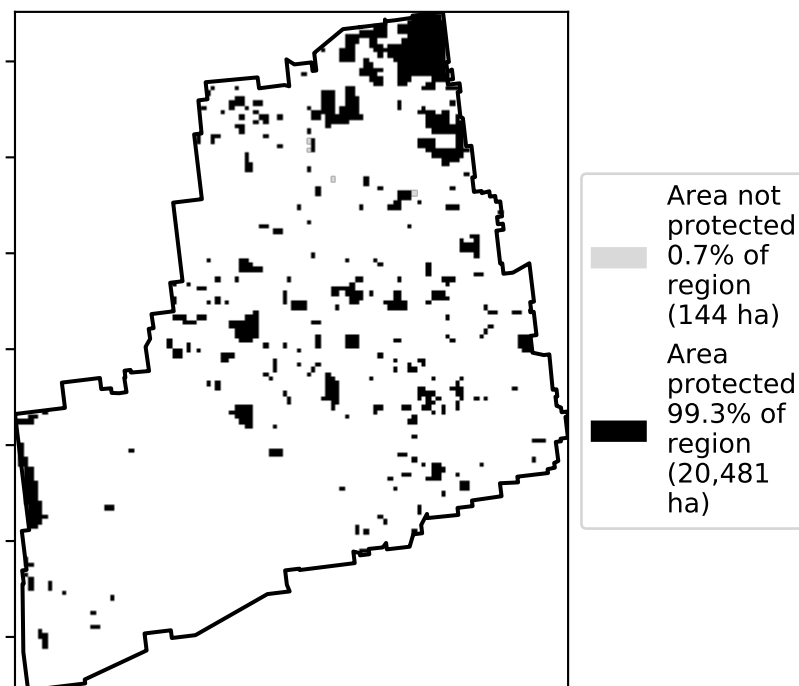 Area not
protected
0.7% of
region
(144 ha)
Area
protected
99.3% of
region
(20,481
ha)